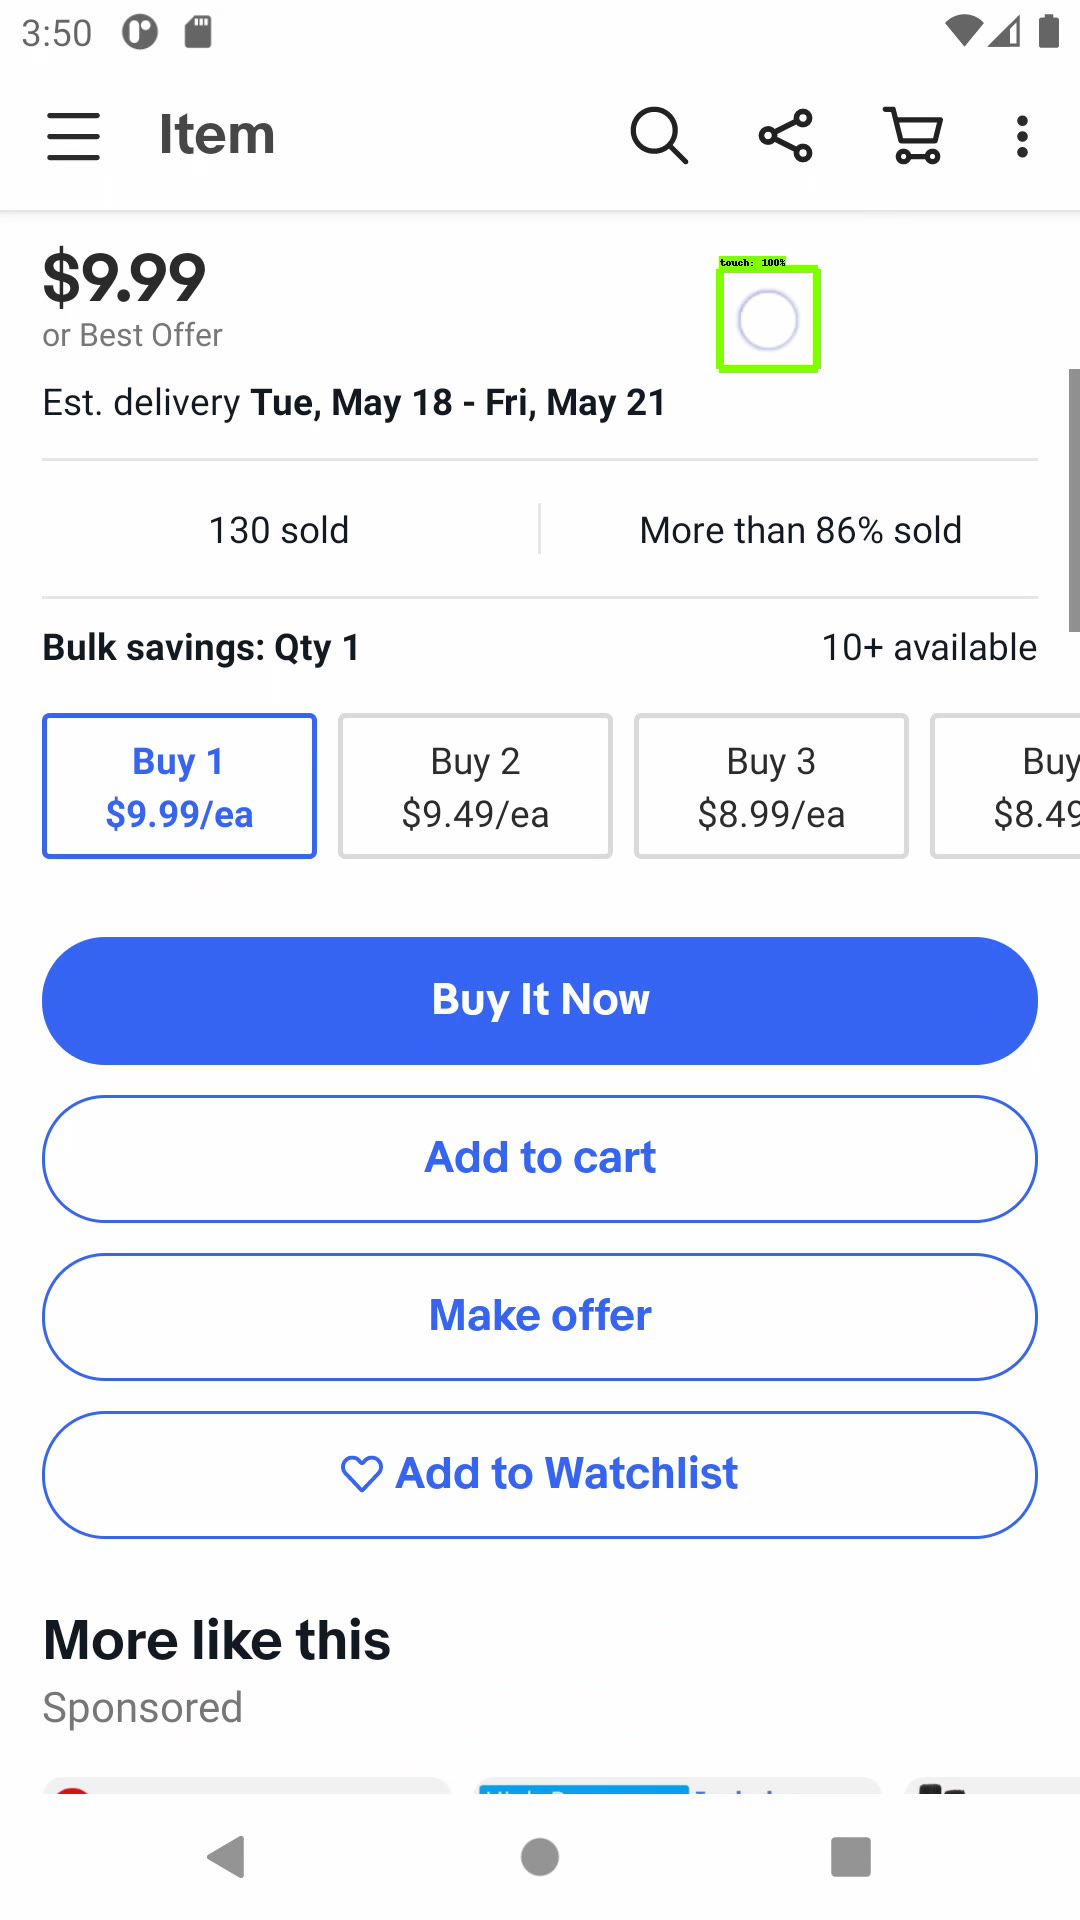 3:50
Item
touch: 100%
$9.99
or Best Offer
Est. delivery Tue, May 18 - Fri, May 21
130 sold
More than 86% sold
Bulk savings: Qty 1
10+ available
Buy 1
$9.99/ea
Buy 2
$9.49/ea
Buy 3
$8.99/ea
Buy
$8.49
Buy It Now
Add to cart
Make offer
Add to Watchlist
More like this
Sponsored